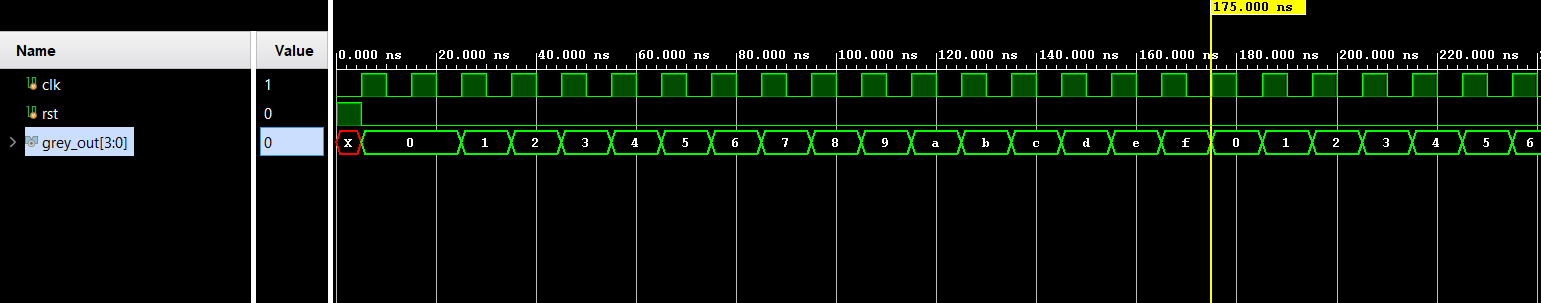 175.000 ns
Name Value
0.000 ns 20.000 ns 40.000 ns 60.000 ns 80.000 ns 100.000 ns 120.000 ns 140.000 ns 160.000 ns 180.000 ns 200.000 ns 220.000 ns
clk 1
rst 0
grey_out[3:0] 0 X 0 1 2 3 4 5 6 7 8 9 a b c d e f 0 1 2 3 4 5 6